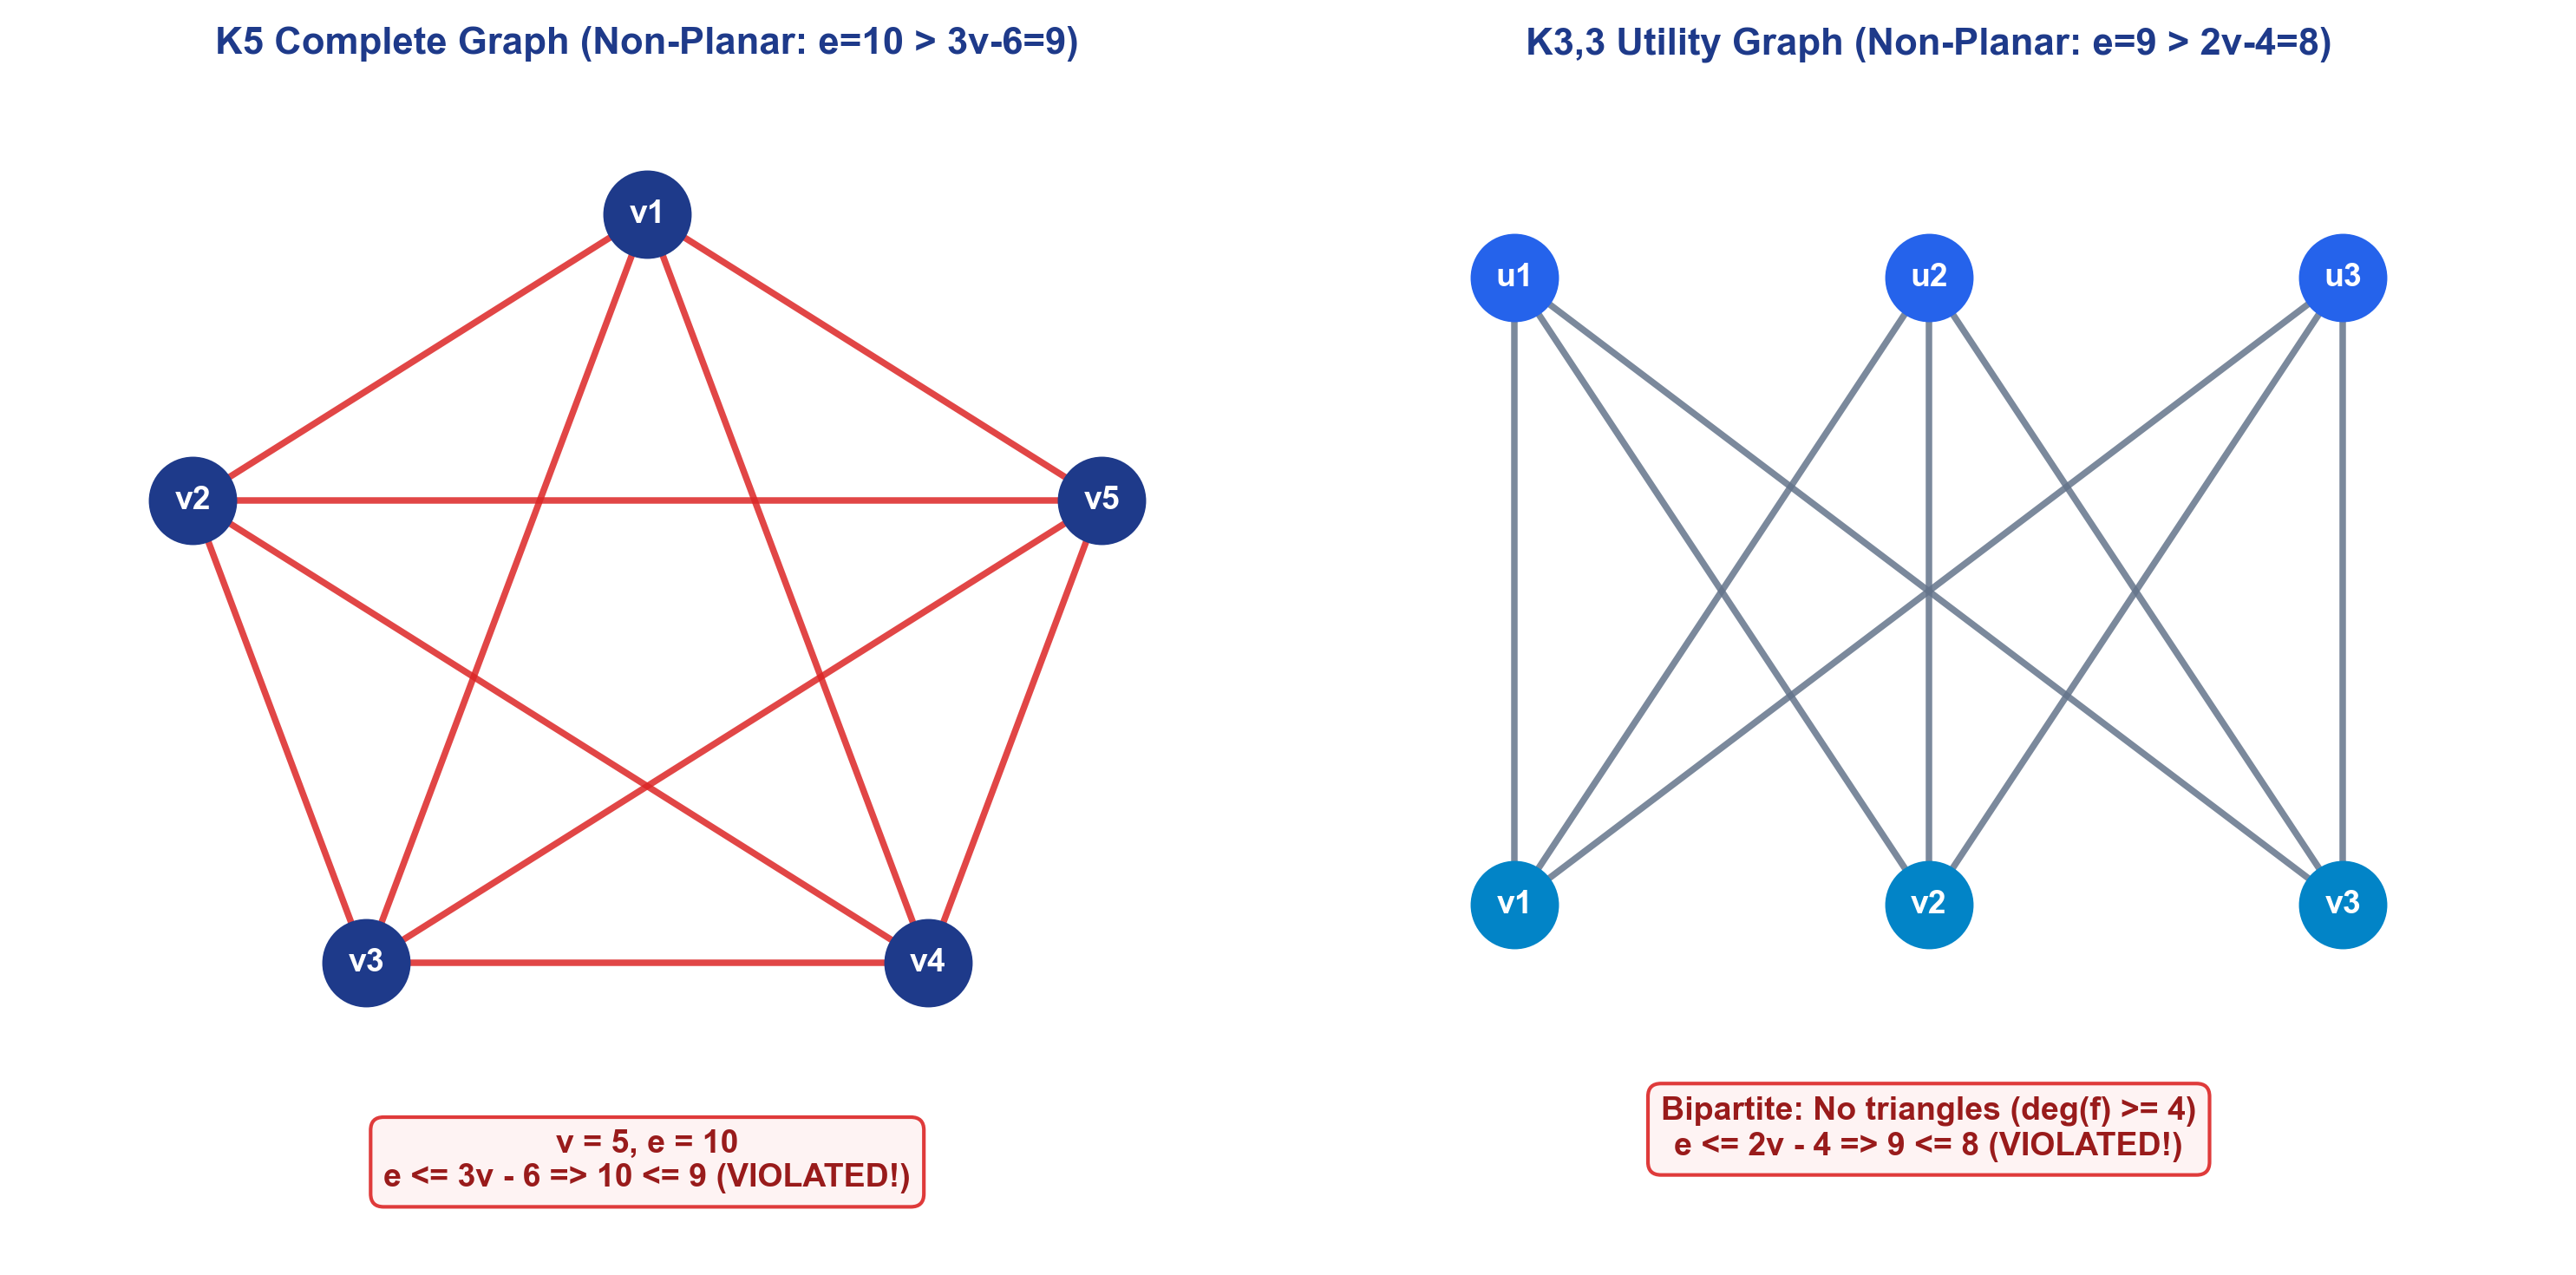 K5 Complete Graph (Non-Planar: e=10 > 3v-6=9)
v1
v2
v5
v3
v4
v = 5, e = 10
e <= 3v - 6 => 10 <= 9 (VIOLATED!)
K3,3 Utility Graph (Non-Planar: e=9 > 2v-4=8)
u1
u2
u3
v1
v2
v3
Bipartite: No triangles (deg(f) >= 4)
e <= 2v - 4 => 9 <= 8 (VIOLATED!)